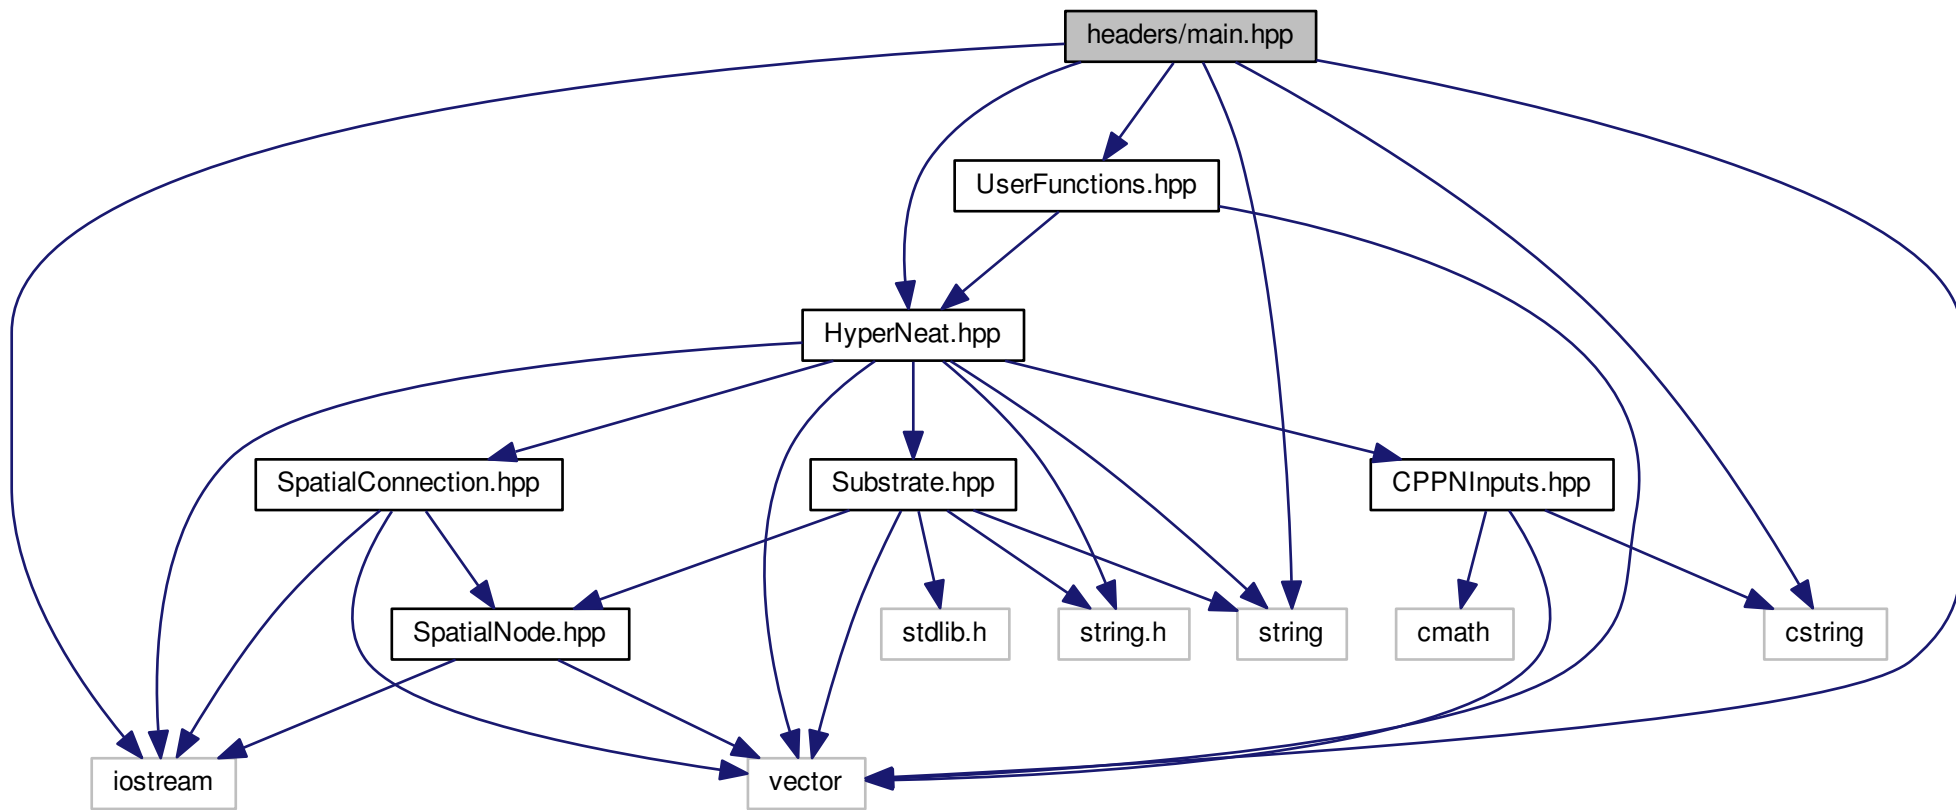 headers/main.hpp
UserFunctions.hpp
HyperNeat.hpp
SpatialConnection.hpp
Substrate.hpp
CPPNInputs.hpp
SpatialNode.hpp
stdlib.h
string.h
string
cmath
cstring
iostream
vector